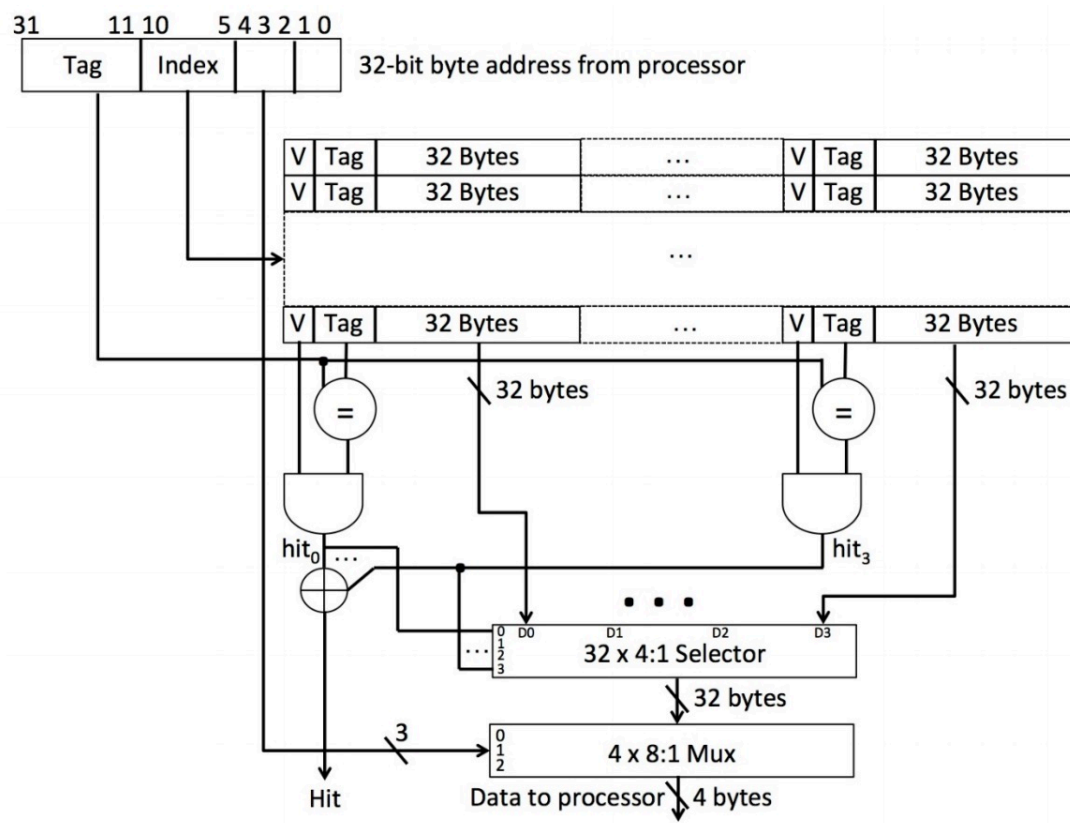 31 11 10 5 4 3 2 1 0
Tag Index 32-bit byte address from processor
V Tag 32 Bytes ... V Tag 32 Bytes
V Tag 32 Bytes ... V Tag 32 Bytes
...
V Tag 32 Bytes ... V Tag 32 Bytes
32 bytes 32 bytes
= =
hit0 ... hit3
0 D0 D1 D2 D3
1
... 2 32 x 4:1 Selector
3
32 bytes
3 0
1 4 x 8:1 Mux
2
Hit Data to processor 4 bytes